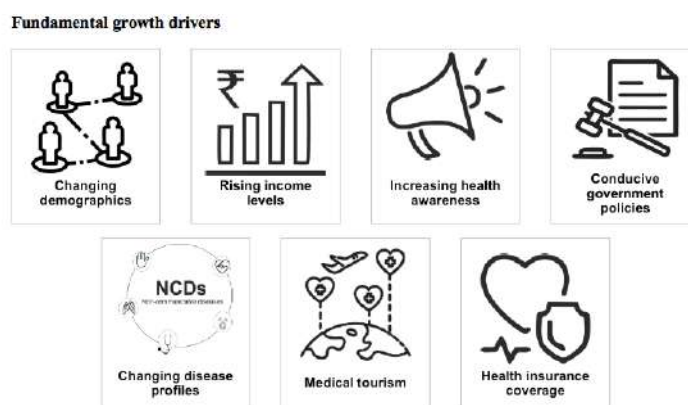 Fundamental growth drivers
Changing
demographics
Rising income
levels
Increasing health
awareness
Conducive
government
policies
NCDs
Changing disease
profiles
Medical tourism
Health insurance
coverage